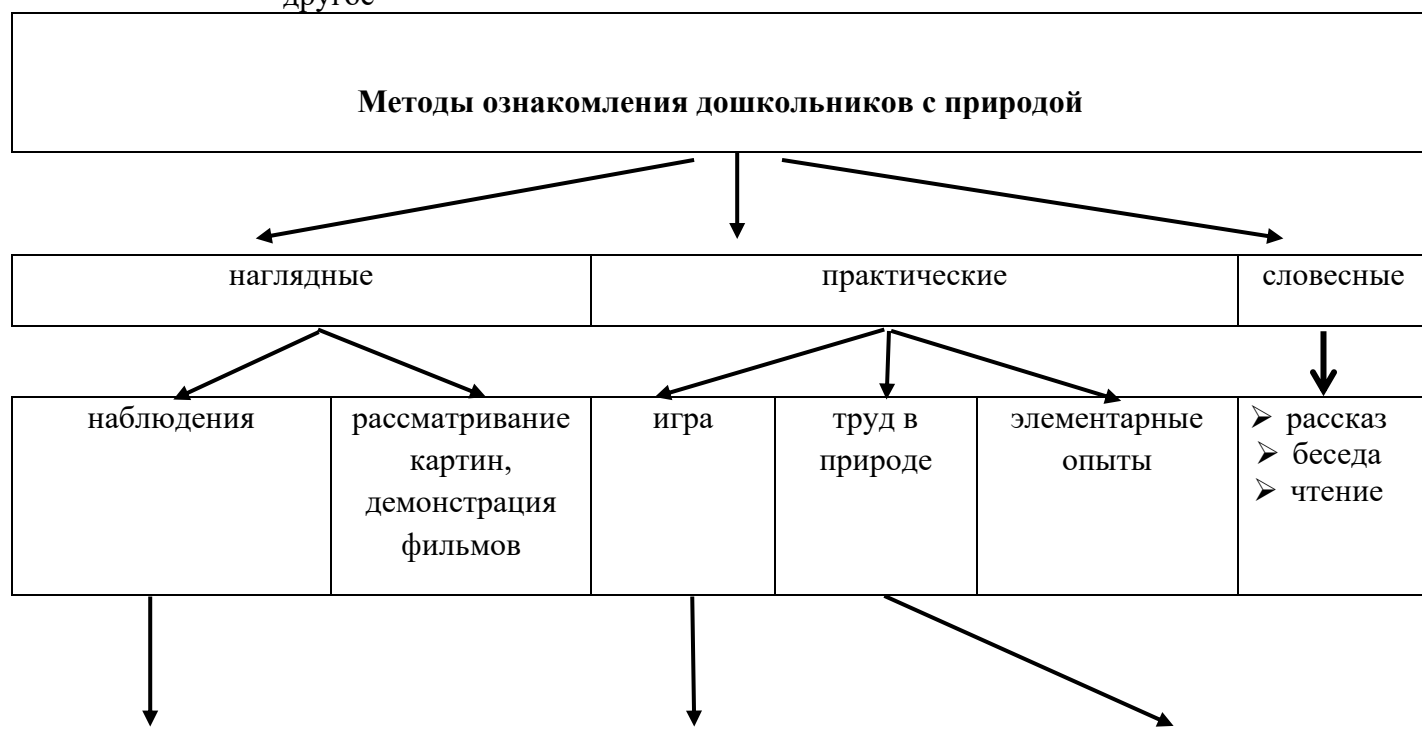 другое
Методы ознакомления дошкольников с природой
наглядные
практические
словесные
наблюдения
рассматривание
картин,
демонстрация
фильмов
игра
труд в
природе
элементарные
опыты
➢ рассказ
➢ беседа
➢ чтение